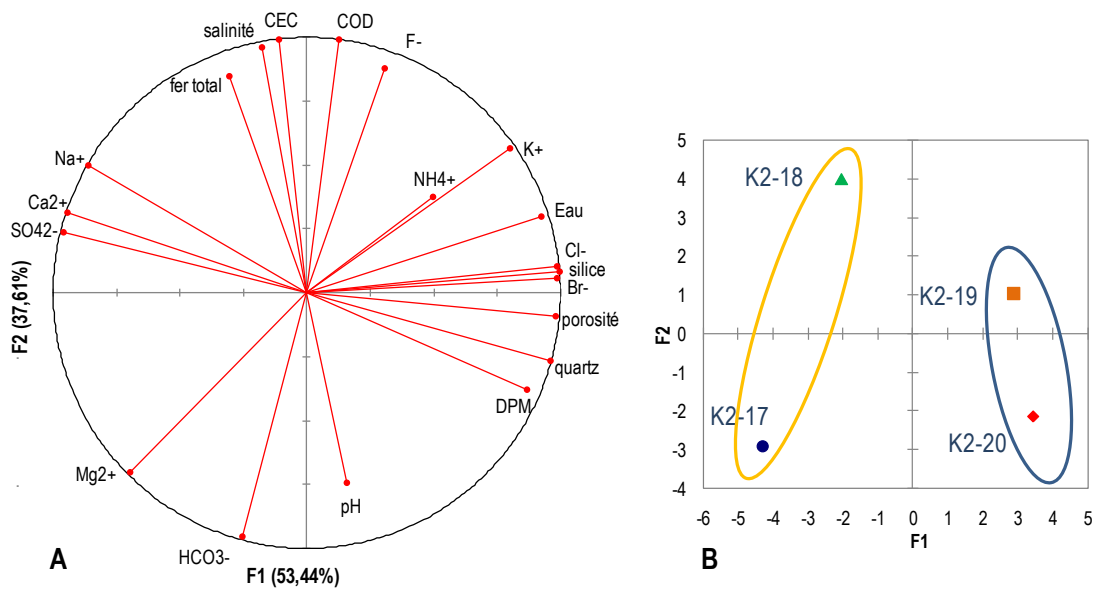 CEC
COD
salinité
F-
fer total
K+
Na+
NH4+
Ca2+
Eau
SO42-
Cl-
silice
Br-
porosité
quartz
DPM
Mg2+
pH
HCO3-
F2 (37,61%)
F1 (53,44%)
A
5
4
3
2
1
0
-1
-2
-3
-4
F2
K2-18
K2-19
K2-17
K2-20
-6 -5 -4 -3 -2 -1 0 1 2 3 4 5
F1
B